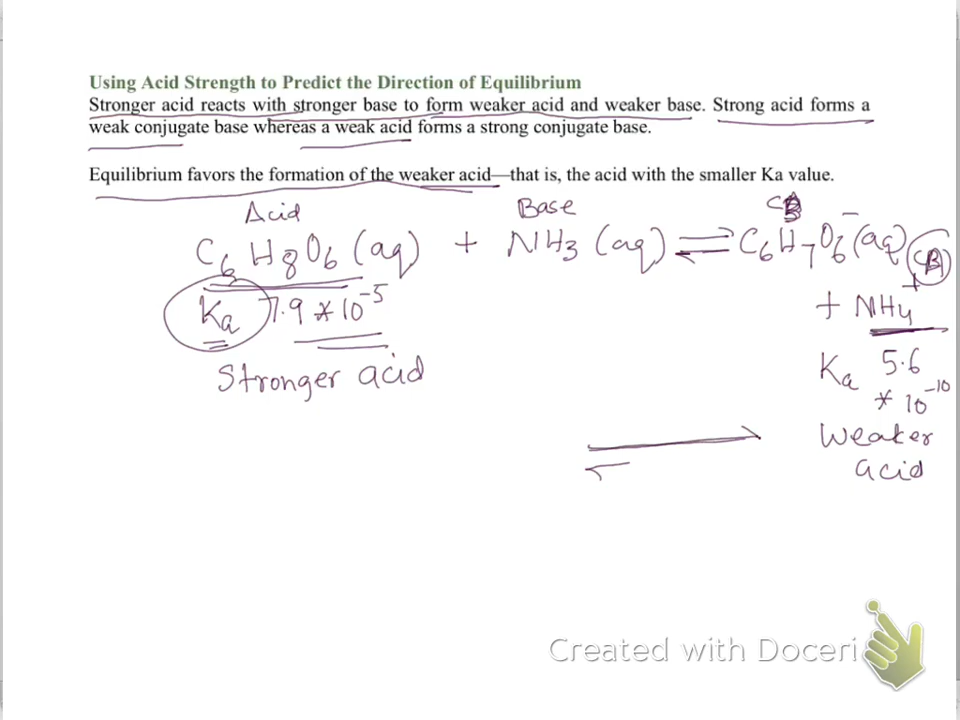 Using Acid Strength to Predict the Direction of Equilibrium
Stronger acid reacts with stronger base to form weaker acid and weaker base. Strong acid forms a
weak conjugate base whereas a weak acid forms a strong conjugate base.
Equilibrium favors the formation of the weaker acid—that is, the acid with the smaller Ka value.
Acid Base CB
C6H8O6 (aq) + NH3 (aq) ⇌ C6H7O6⁻ (aq)
+ NH4⁺
Ka 7.9 * 10⁻⁵
Stronger acid
Ka 5.6
* 10⁻¹⁰
Weaker
acid
Created with Doceri